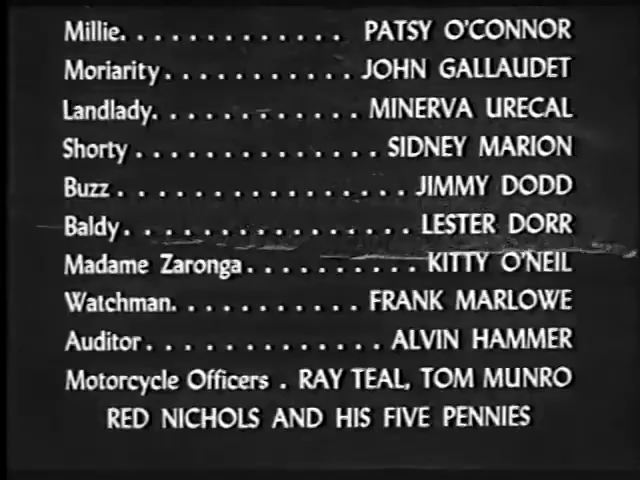 Millie. . . . . . . . . . . . . PATSY O'CONNOR
Moriarity . . . . . . . . . . . JOHN GALLAUDET
Landlady. . . . . . . . . . . . MINERVA URECAL
Shorty . . . . . . . . . . . . . . SIDNEY MARION
Buzz . . . . . . . . . . . . . . . . JIMMY DODD
Baldy . . . . . . . . . . . . . . . LESTER DORR
Madame Zaronga . . . . . . . . . . KITTY O'NEIL
Watchman. . . . . . . . . . . . FRANK MARLOWE
Auditor . . . . . . . . . . . . . ALVIN HAMMER
Motorcycle Officers . RAY TEAL, TOM MUNRO
RED NICHOLS AND HIS FIVE PENNIES